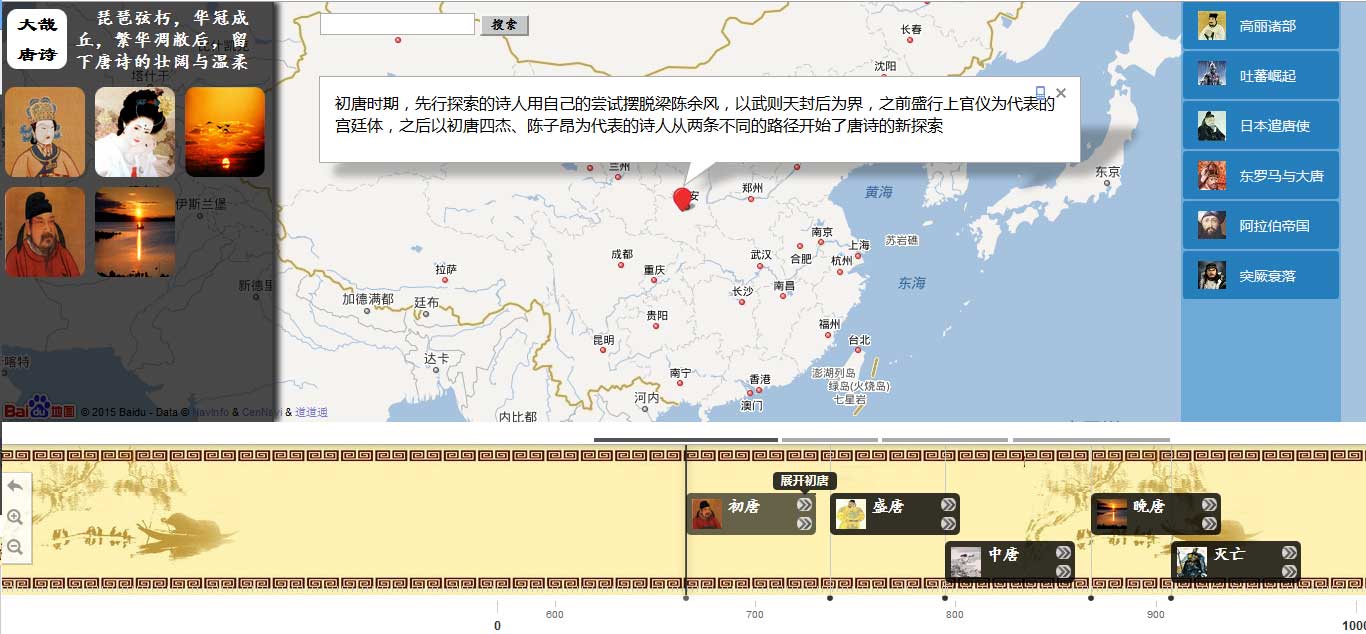 大哉
唐诗
琵琶弦朽，华冠成
丘，繁华凋敝后，留
下唐诗的壮阔与温柔
搜索
初唐时期，先行探索的诗人用自己的尝试摆脱梁陈余风，以武则天封后为界，之前盛行上官仪为代表的
宫廷体，之后以初唐四杰、陈子昂为代表的诗人从两条不同的路径开始了唐诗的新探索
高丽诸部
吐蕃崛起
日本遣唐使
东罗马与大唐
阿拉伯帝国
突厥衰落
长春
沈阳
比什凯克
塔什干
兰州
安
郑州
东京
黄海
伊斯兰堡
南京
上海
苏岩礁
成都
武汉
合肥
杭州
拉萨
重庆
新德里
长沙
南昌
东海
加德满都
廷布
贵阳
福州
昆明
台北
达卡
喀特
南宁
香港
澎湖列岛
绿岛(火烧岛)
七星岩
河内
澳门
内比都
Bai du 地图
© 2015 Baidu - Data © NavInfo & CenNavi & 道道通
展开初唐
初唐
盛唐
晚唐
中唐
灭亡
600
700
800
900
0
1000